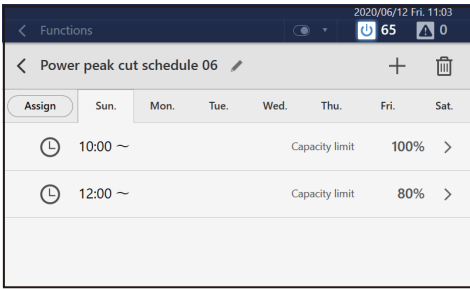 2020/06/12 Fri. 11:03
Functions 65 0
Power peak cut schedule 06
Assign Sun. Mon. Tue. Wed. Thu. Fri. Sat.
10:00 ~ Capacity limit 100%
12:00 ~ Capacity limit 80%